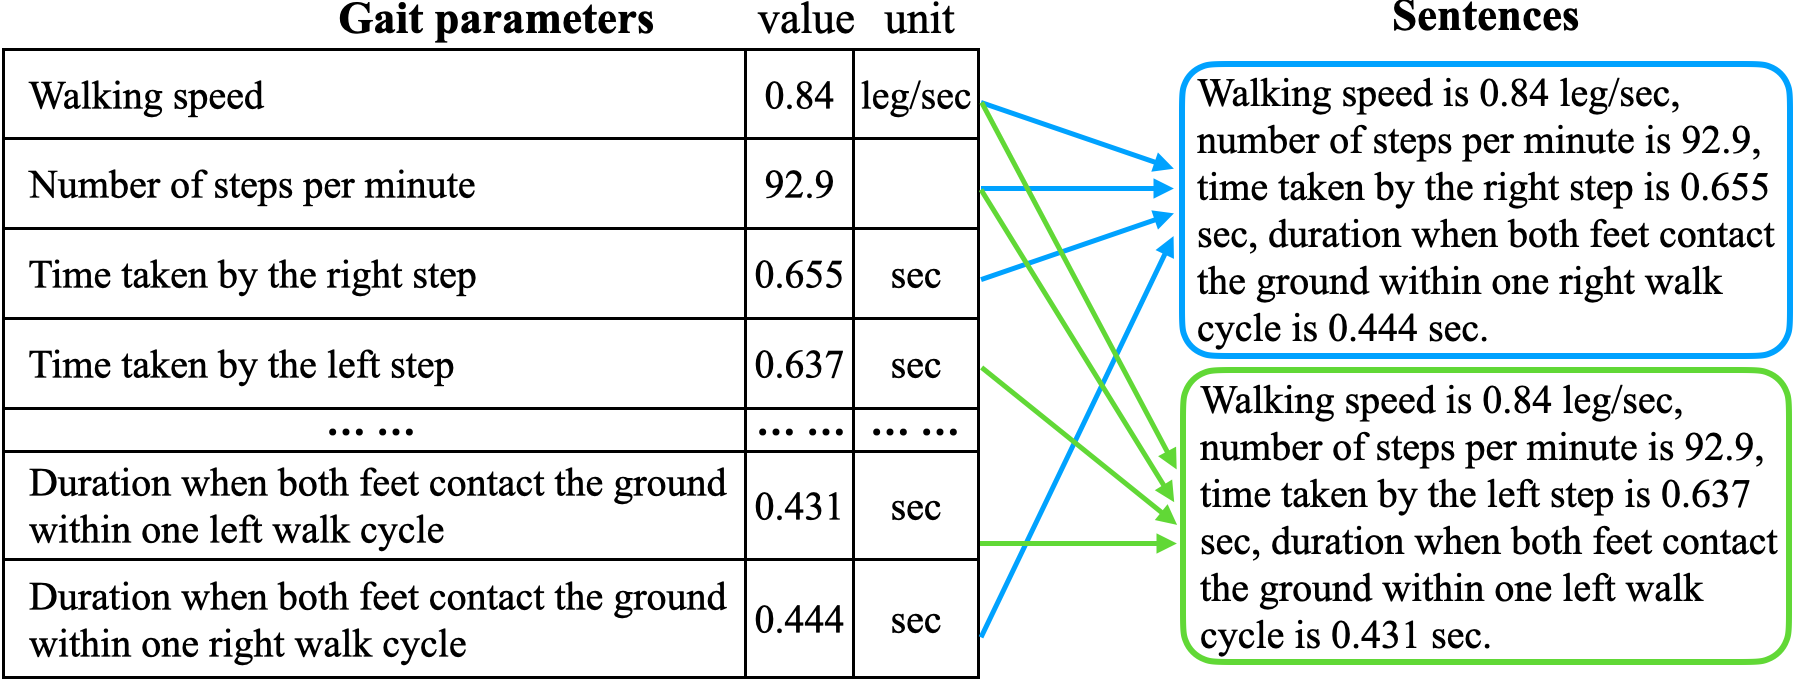 Gait parameters value unit
Walking speed 0.84 leg/sec
Number of steps per minute 92.9
Time taken by the right step 0.655 sec
Time taken by the left step 0.637 sec
... ... ... ... ... ...
Duration when both feet contact the ground
within one left walk cycle
0.431 sec
Duration when both feet contact the ground
within one right walk cycle
0.444 sec
Sentences
Walking speed is 0.84 leg/sec,
number of steps per minute is 92.9,
time taken by the right step is 0.655
sec, duration when both feet contact
the ground within one right walk
cycle is 0.444 sec.
Walking speed is 0.84 leg/sec,
number of steps per minute is 92.9,
time taken by the left step is 0.637
sec, duration when both feet contact
the ground within one left walk
cycle is 0.431 sec.